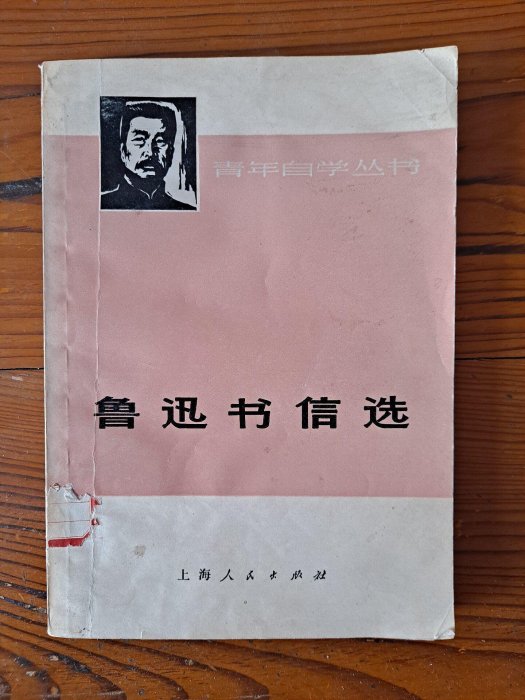 青年自学丛书
鲁迅书信选
上海人民出版社